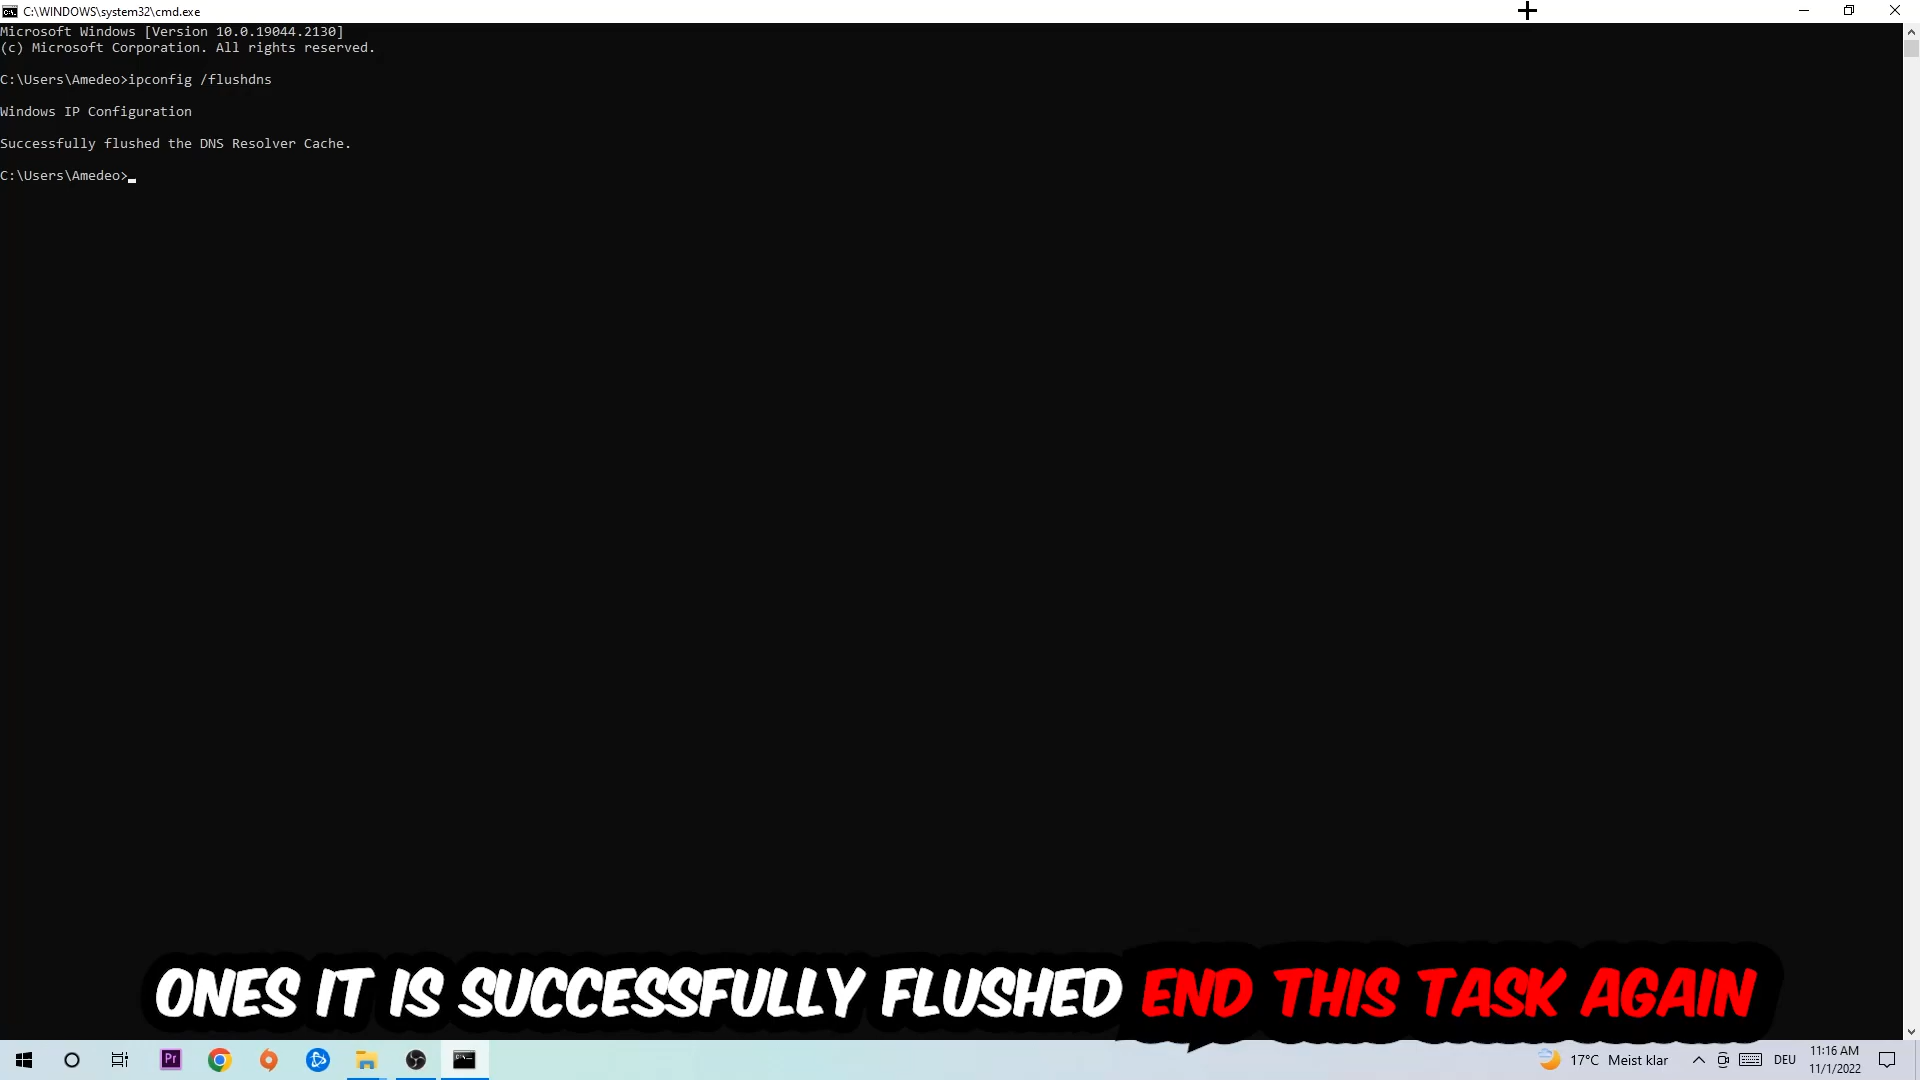 C:\WINDOWS\system32\cmd.exe
Microsoft Windows [Version 10.0.19044.2130]
(c) Microsoft Corporation. All rights reserved.
C:\Users\Amedeo>ipconfig /flushdns
Windows IP Configuration
Successfully flushed the DNS Resolver Cache.
C:\Users\Amedeo>
ONES IT IS SUCCESSFULLY FLUSHED END THIS TASK AGAIN
Pr
17°C Meist klar
DEU
11:16 AM
11/1/2022